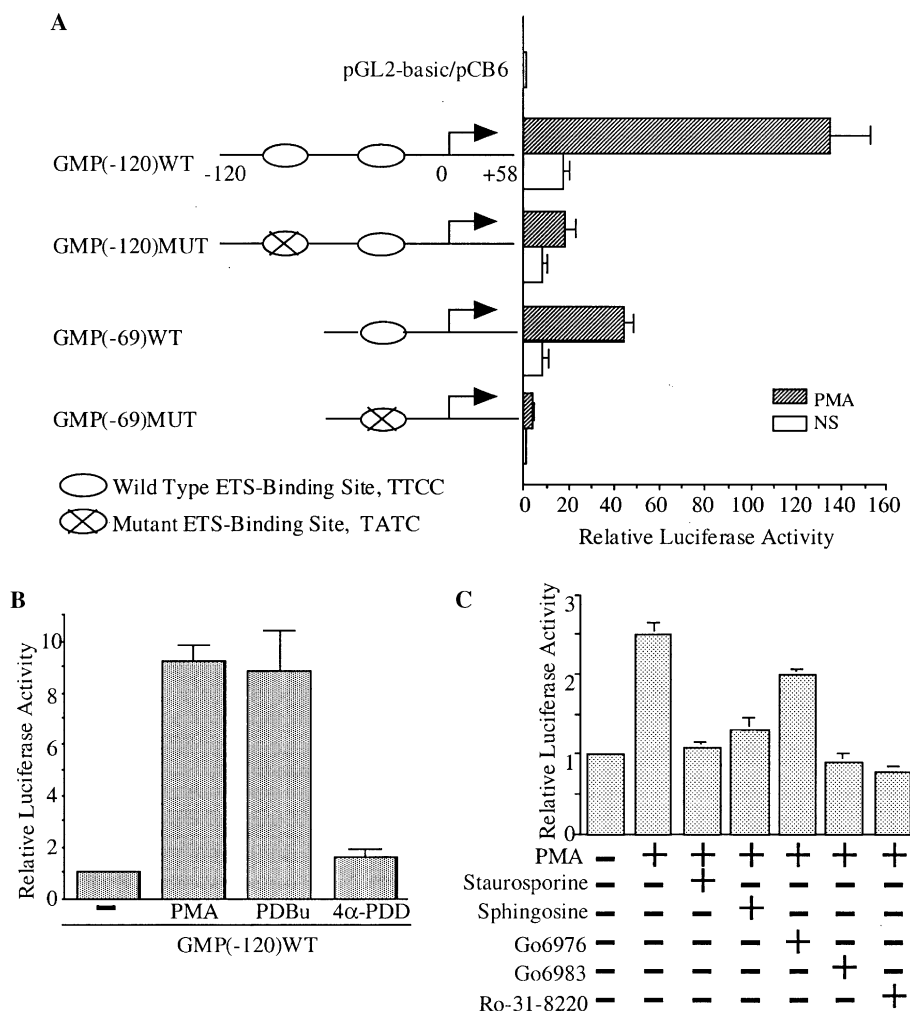 A
pGL2-basic/pCB6
GMP(-120)WT
-120
0
+58
GMP(-120)MUT
GMP(-69)WT
GMP(-69)MUT
PMA
NS
Wild Type ETS-Binding Site, TTCC
Mutant ETS-Binding Site, TATC
0 20 40 60 80 100 120 140 160
Relative Luciferase Activity
B
Relative Luciferase Activity
10
8
6
4
2
0
– PMA PDBu 4α-PDD
GMP(-120)WT
C
Relative Luciferase Activity
3
2
1
0
PMA – + + + + + +
Staurosporine – – + – – – –
Sphingosine – – – + – – –
Go6976 – – – – + – –
Go6983 – – – – – + –
Ro-31-8220 – – – – – – +